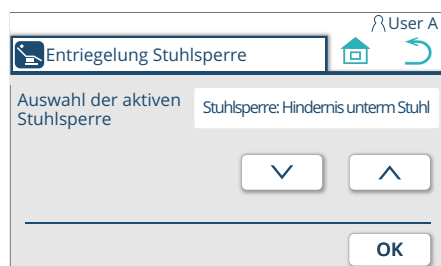 User A
Entriegelung Stuhlsperre
Auswahl der aktiven
Stuhlsperre
Stuhlsperre: Hindernis unterm Stuhl
OK